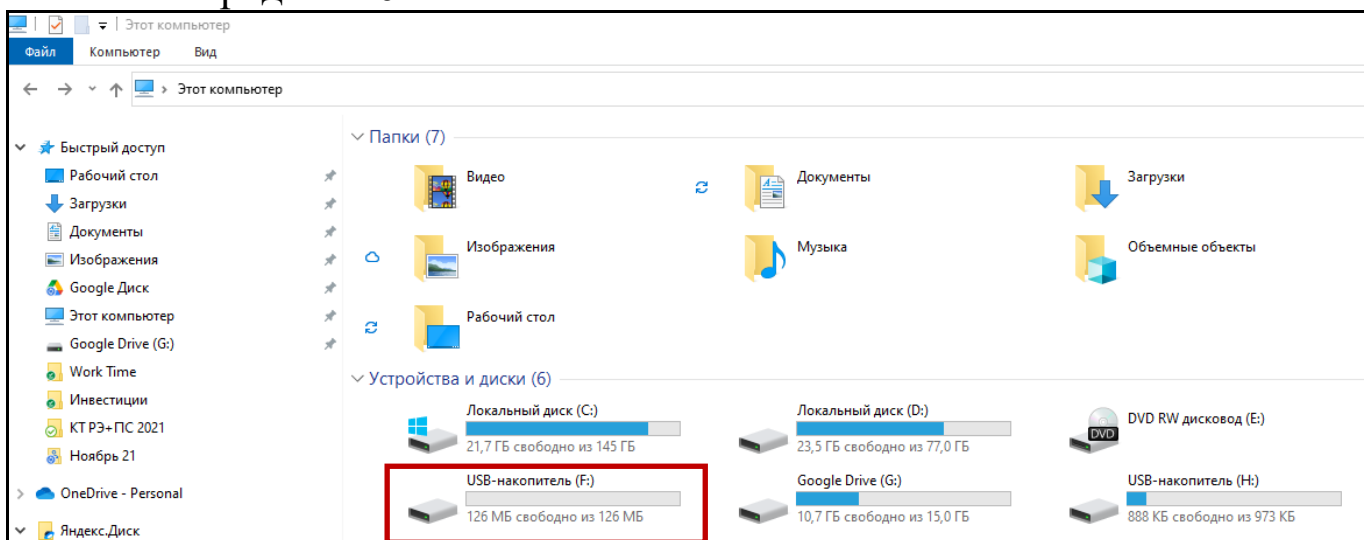 Этот компьютер
Файл Компьютер Вид
Этот компьютер
Быстрый доступ
Рабочий стол
Загрузки
Документы
Изображения
Google Диск
Этот компьютер
Google Drive (G:)
Work Time
Инвестиции
КТ РЭ+ПС 2021
Ноябрь 21
OneDrive - Personal
Яндекс.Диск
Папки (7)
Видео
Документы
Загрузки
Изображения
Музыка
Объемные объекты
Рабочий стол
Устройства и диски (6)
Локальный диск (C:)
21,7 ГБ свободно из 145 ГБ
Локальный диск (D:)
23,5 ГБ свободно из 77,0 ГБ
DVD
DVD RW дисковод (E:)
USB-накопитель (F:)
126 МБ свободно из 126 МБ
Google Drive (G:)
10,7 ГБ свободно из 15,0 ГБ
USB-накопитель (H:)
888 КБ свободно из 973 КБ